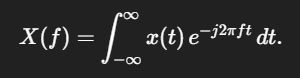 X(f) = ∫_{-∞}^{∞} x(t) e^{-j2πft} dt.